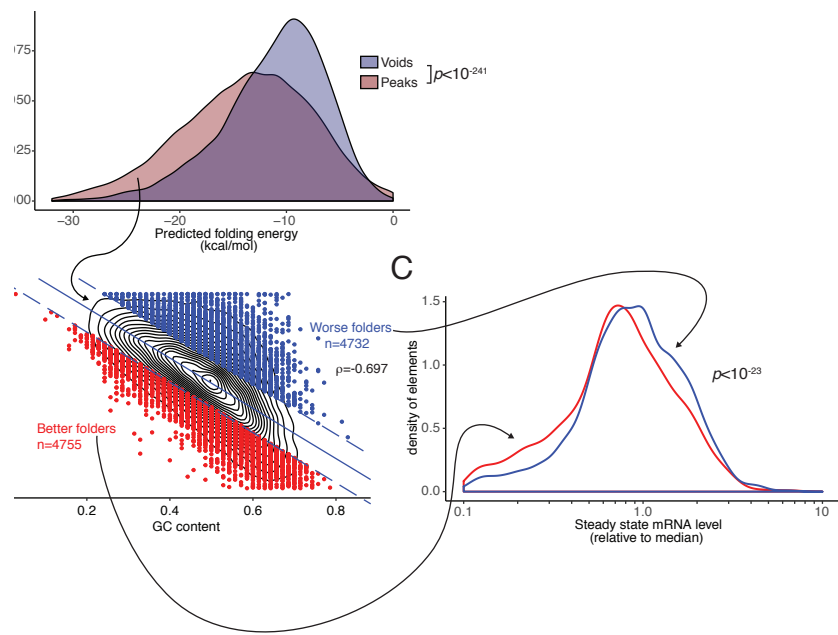 )75
)50
)25
)00
Voids
Peaks
p<10-241
−30
−20
−10
0
Predicted folding energy
(kcal/mol)
C
Worse folders
n=4732
ρ=-0.697
Better folders
n=4755
0.2
0.4
0.6
0.8
GC content
1.5
1.0
0.5
0.0
density of elements
p<10-23
0.1
1.0
10
Steady state mRNA level
(relative to median)